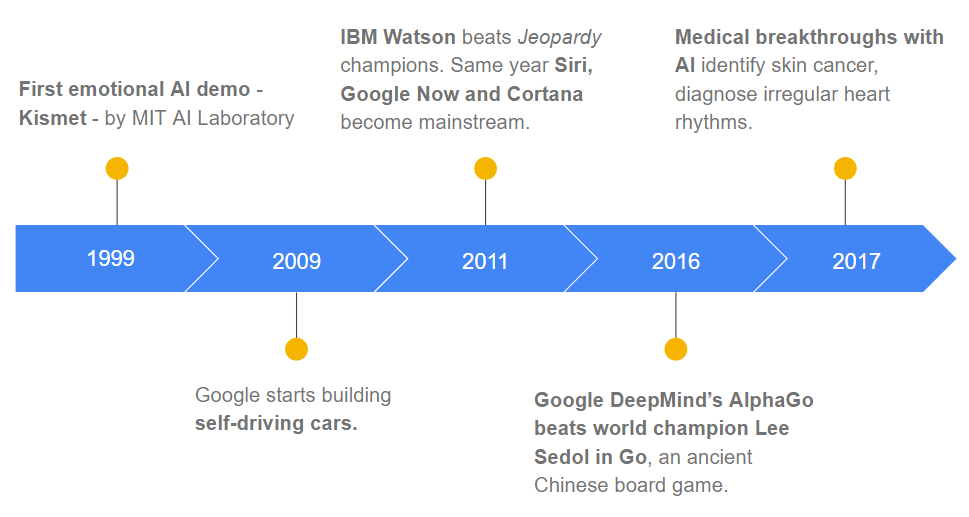 First emotional AI demo -
Kismet - by MIT AI Laboratory
IBM Watson beats Jeopardy
champions. Same year Siri,
Google Now and Cortana
become mainstream.
Medical breakthroughs with
AI identify skin cancer,
diagnose irregular heart
rhythms.
1999
2009
2011
2016
2017
Google starts building
self-driving cars.
Google DeepMind’s AlphaGo
beats world champion Lee
Sedol in Go, an ancient
Chinese board game.